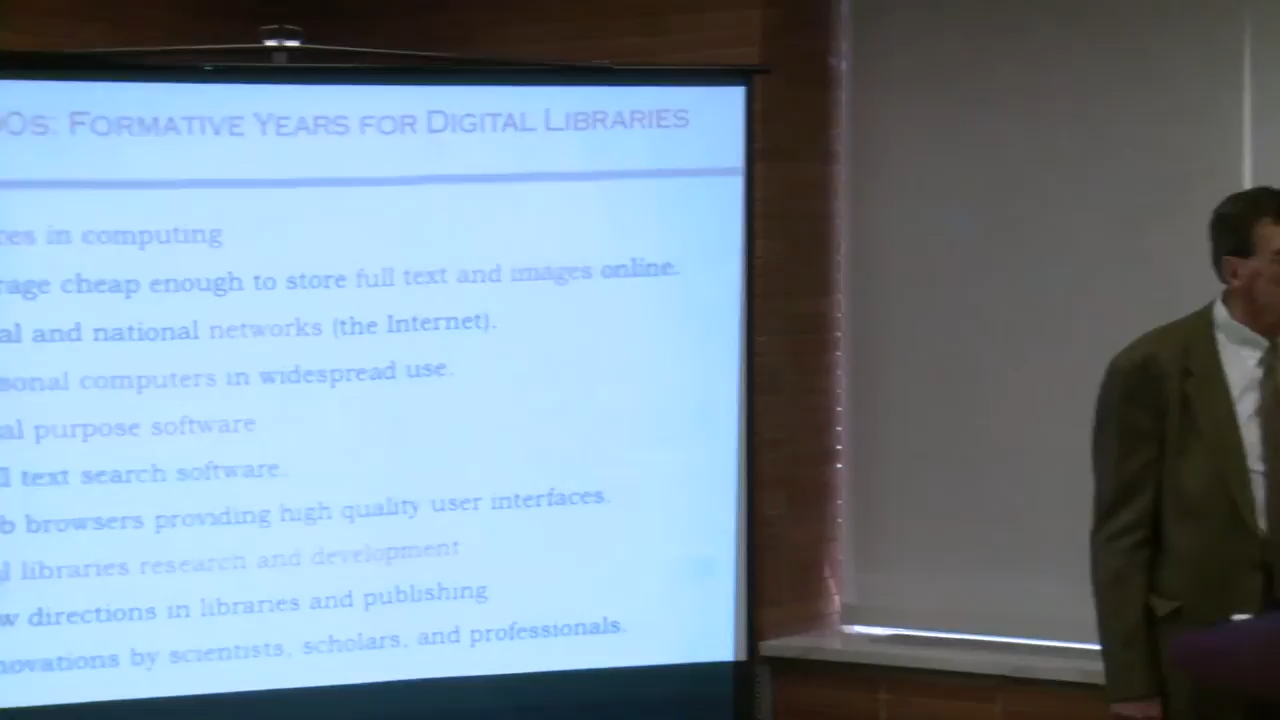 0s: Formative Years for Digital Libraries
ces in computing
rage cheap enough to store full text and images online.
al and national networks (the Internet).
sonal computers in widespread use.
al purpose software
l text search software.
b browsers providing high quality user interfaces.
l libraries research and development
w directions in libraries and publishing
novations by scientists, scholars, and professionals.